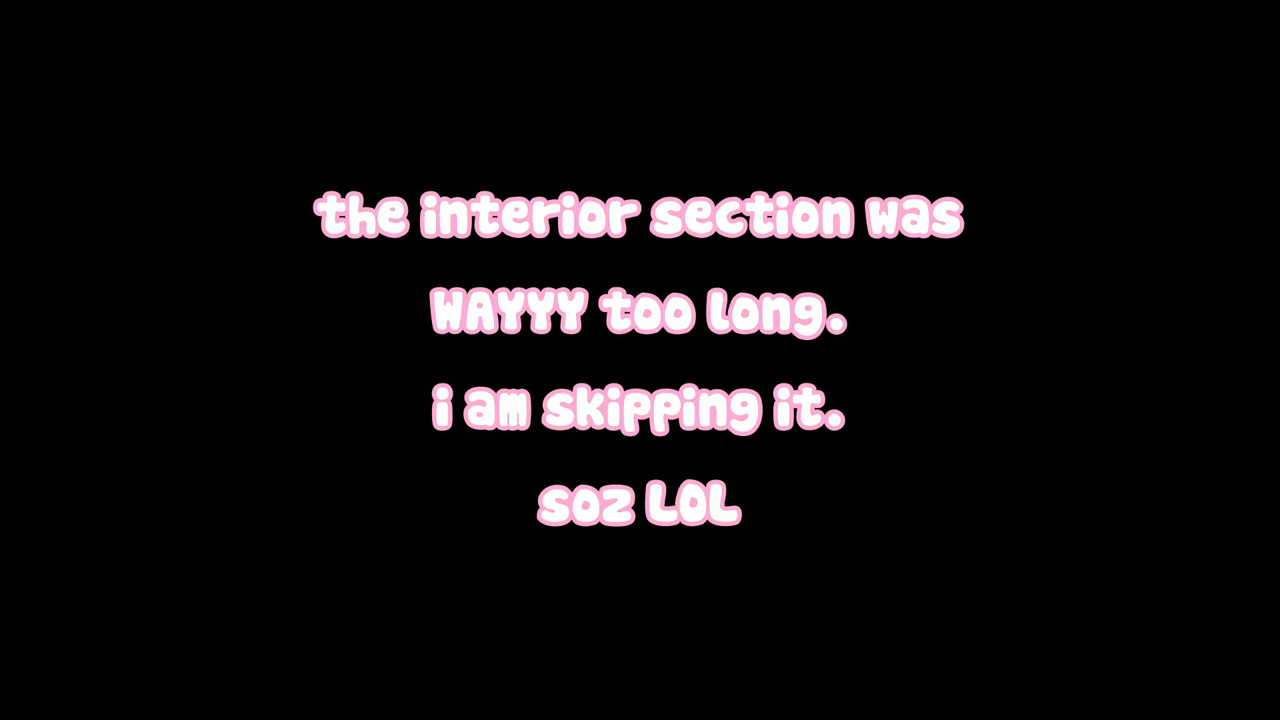 the interior section was
WAYYY too long.
i am skipping it.
soz LOL